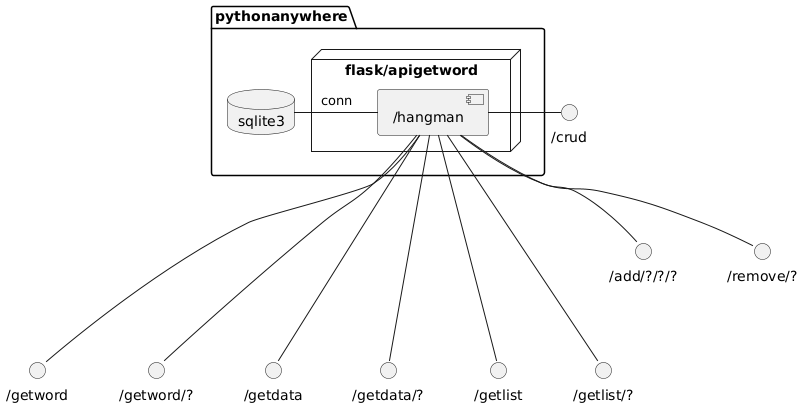 pythonanywhere
flask/apigetword
conn
sqlite3
/hangman
/crud
/add/?/?/?
/remove/?
/getword
/getword/?
/getdata
/getdata/?
/getlist
/getlist/?